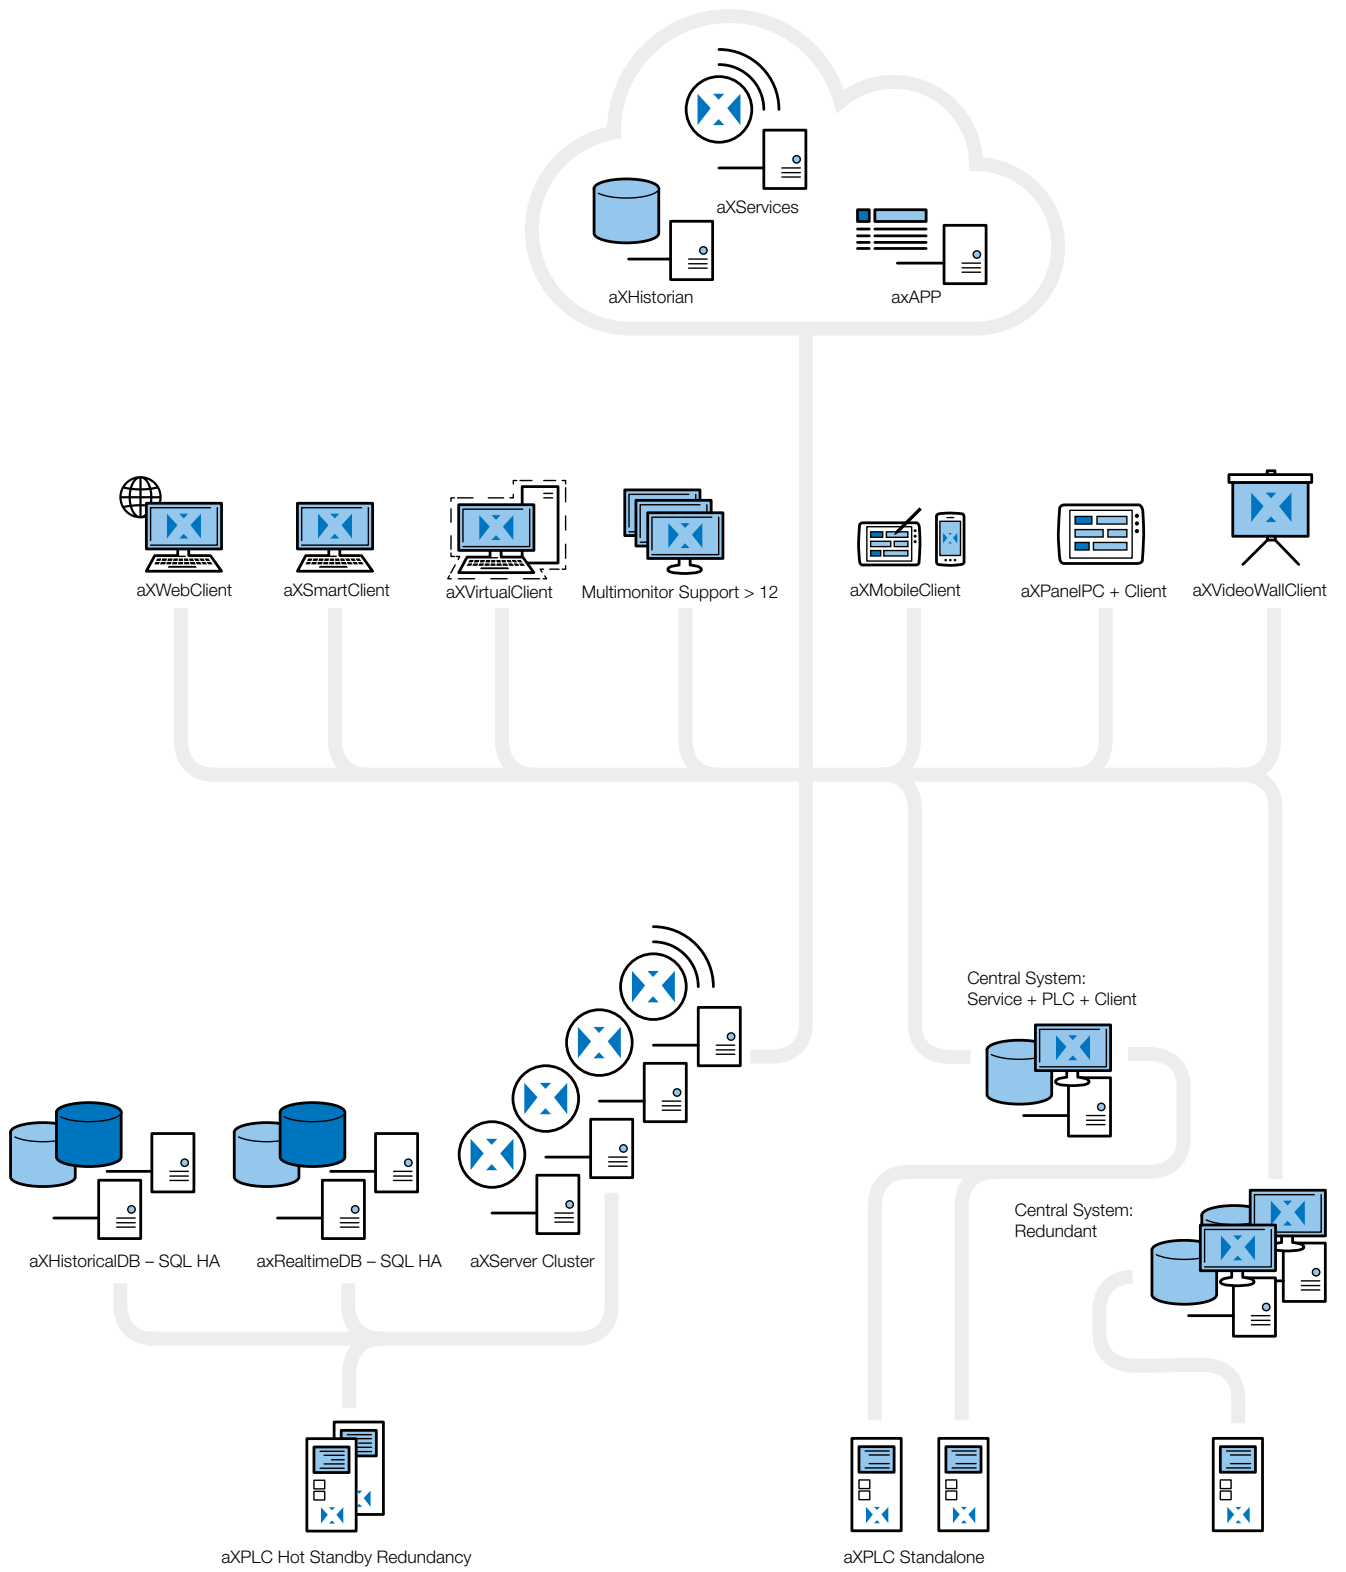 aXServices
aXHistorian
axAPP
aXWebClient
aXSmartClient
aXVirtualClient
Multimonitor Support > 12
aXMobileClient
aXPanelPC + Client
aXVideoWallClient
Central System:
Service + PLC + Client
Central System:
Redundant
aXHistoricalDB – SQL HA
axRealtimeDB – SQL HA
aXServer Cluster
aXPLC Hot Standby Redundancy
aXPLC Standalone